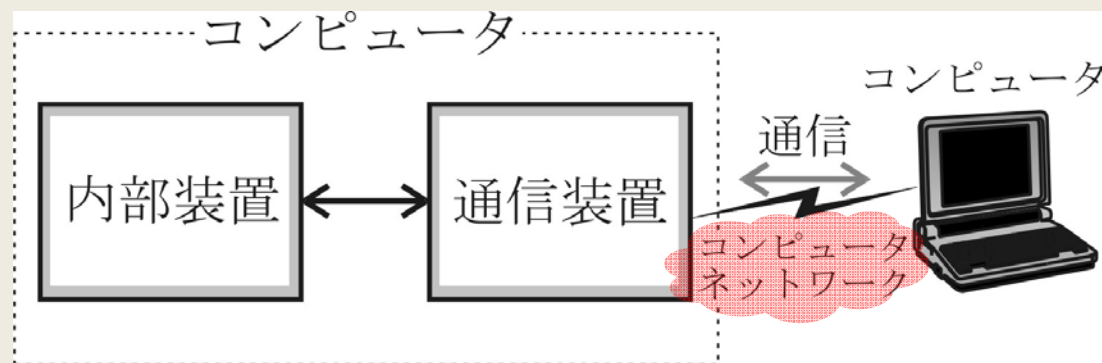 コンピュータ
コンピュータ
通信
内部装置
通信装置
コンピュータ
ネットワーク